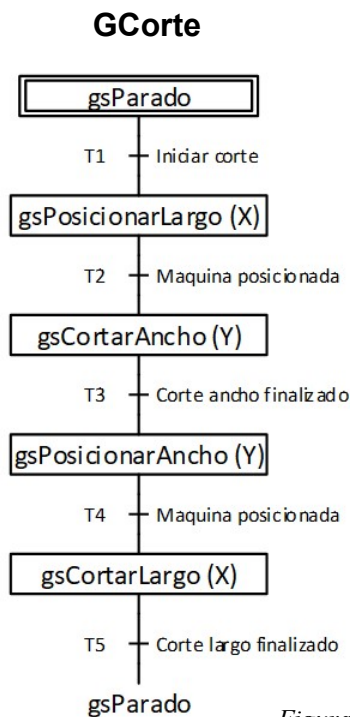 GCorte
gsParado
T1 Iniciar corte
gsPosicionarLargo (X)
T2 Maquina posicionada
gsCortarAncho (Y)
T3 Corte ancho finalizado
gsPosicionarAncho (Y)
T4 Maquina posicionada
gsCortarLargo (X)
T5 Corte largo finalizado
gsParado